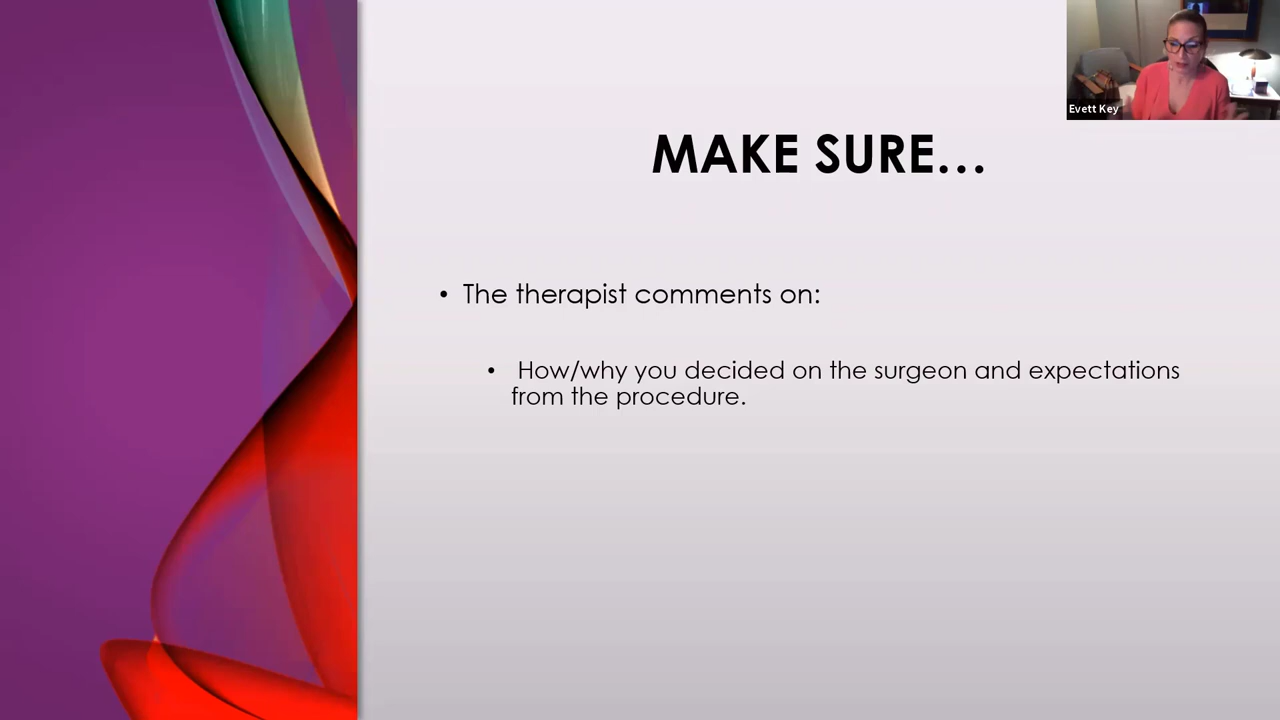 Evett Key
MAKE SURE...
• The therapist comments on:
• How/why you decided on the surgeon and expectations
from the procedure.